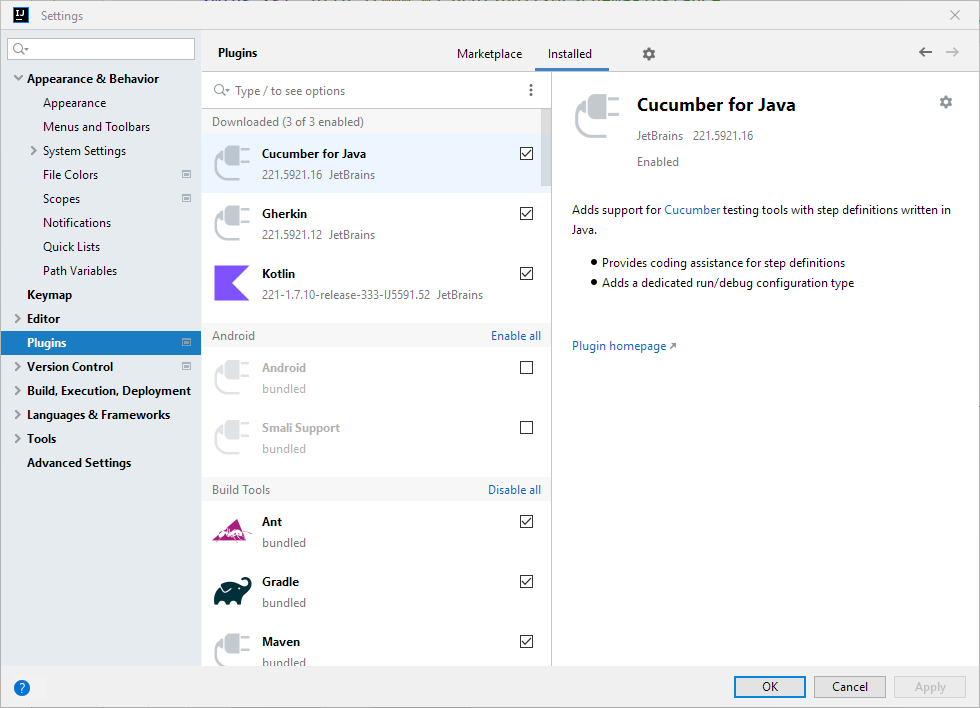 IJ
Settings
Appearance & Behavior
Appearance
Menus and Toolbars
System Settings
File Colors
Scopes
Notifications
Quick Lists
Path Variables
Keymap
Editor
Plugins
Version Control
Build, Execution, Deployment
Languages & Frameworks
Tools
Advanced Settings
Plugins
Marketplace
Installed
Type / to see options
Downloaded (3 of 3 enabled)
Cucumber for Java
221.5921.16 JetBrains
Gherkin
221.5921.12 JetBrains
Kotlin
221-1.7.10-release-333-IJ5591.52 JetBrains
Android
Enable all
Android
bundled
Smali Support
bundled
Build Tools
Disable all
Ant
bundled
Gradle
bundled
Maven
bundled
Cucumber for Java
JetBrains 221.5921.16
Enabled
Adds support for Cucumber testing tools with step definitions written in
Java.
Provides coding assistance for step definitions
Adds a dedicated run/debug configuration type
Plugin homepage
?
OK
Cancel
Apply